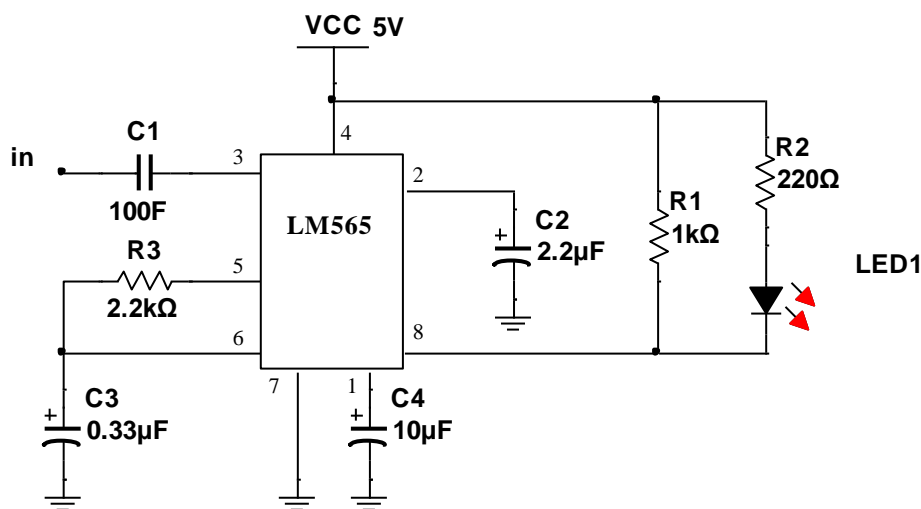 VCC 5V
4
C1
in
3
100F
2
R2
220Ω
LM565
R1
1kΩ
C2
2.2µF
+
R3
2.2kΩ
5
LED1
6
8
7
1
C3
0.33µF
+
C4
10µF
+